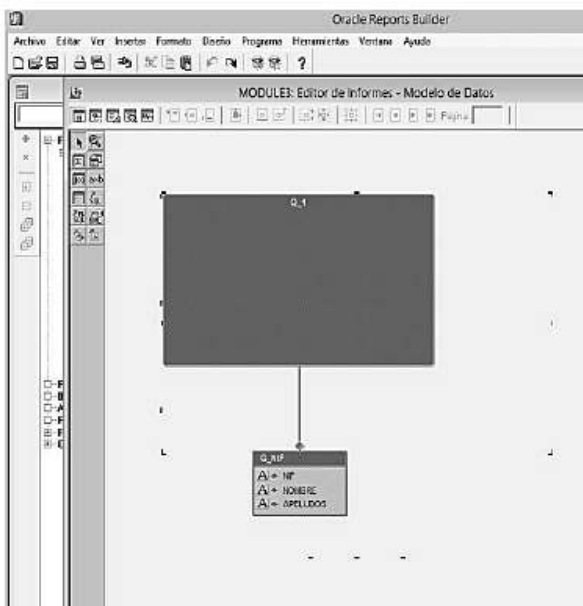 Oracle Reports Builder
Archivo Editar Ver Insertar Formato Diseño Programa Herramientas Ventana Ayuda
MODULE3: Editor de Informes - Modelo de Datos
Página
Q_1
G_NIF
NIF
NOMBRE
APELLIDOS